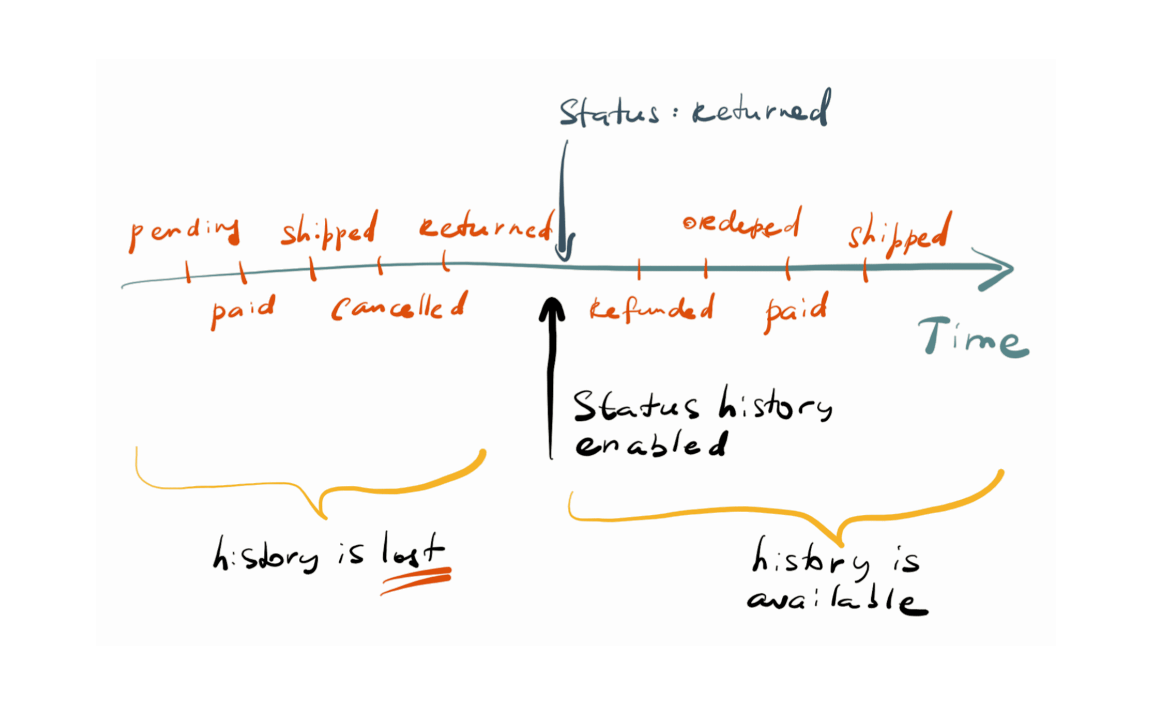 Status: Returned
pending shipped returned ordered shipped
paid cancelled refunded paid
Time
Status history
enabled
history is lost
history is
available